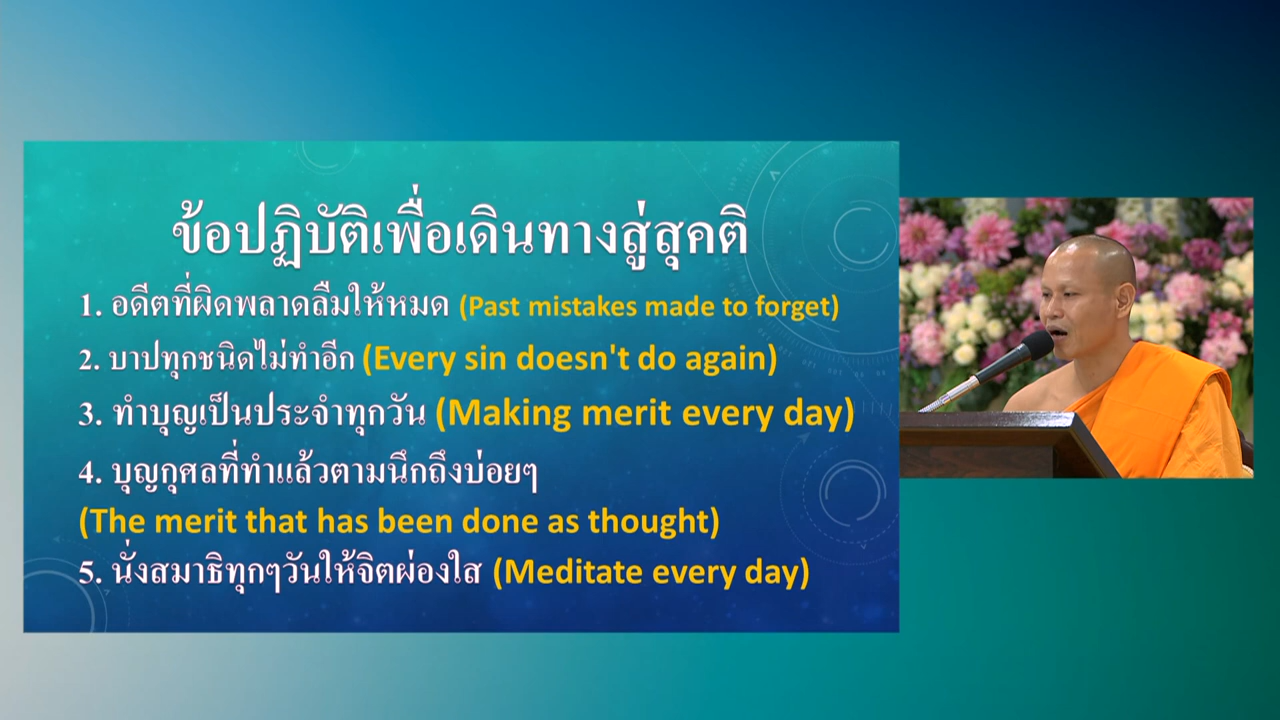 ข้อปฏิบัติเพื่อเดินทางสู่สุคติ
1. อดีตที่ผิดพลาดลืมให้หมด (Past mistakes made to forget)
2. บาปทุกชนิดไม่ทำอีก (Every sin doesn't do again)
3. ทำบุญเป็นประจำทุกวัน (Making merit every day)
4. บุญกุศลที่ทำแล้วตามนึกถึงบ่อยๆ
(The merit that has been done as thought)
5. นั่งสมาธิทุกๆวันให้จิตผ่องใส (Meditate every day)